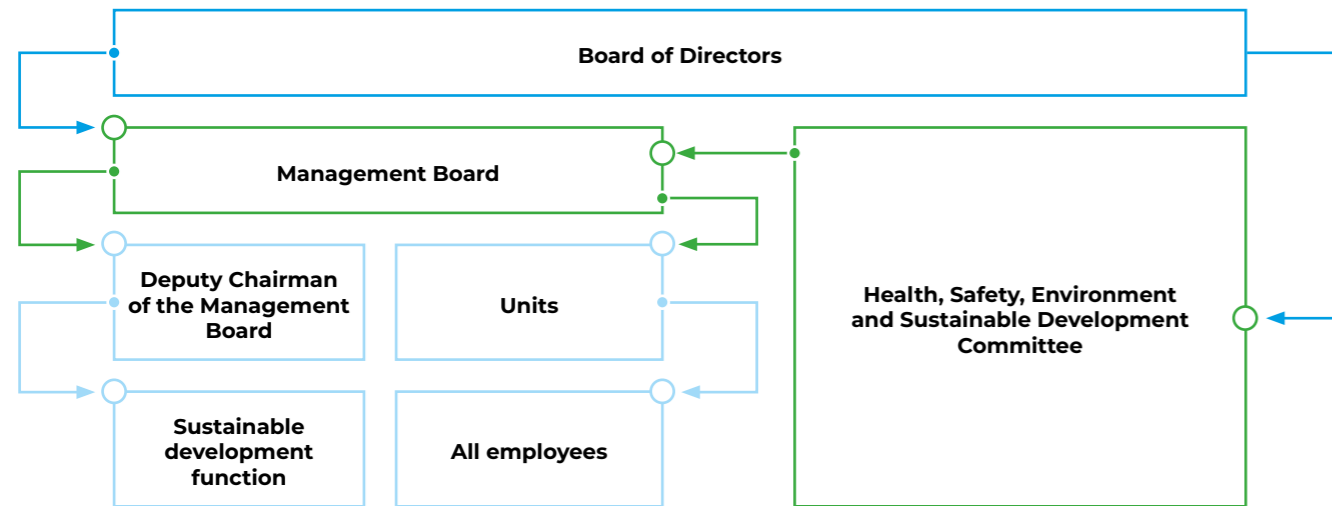 Board of Directors
Management Board
Deputy Chairman
of the Management
Board
Units
Health, Safety, Environment
and Sustainable Development
Committee
Sustainable
development
function
All employees